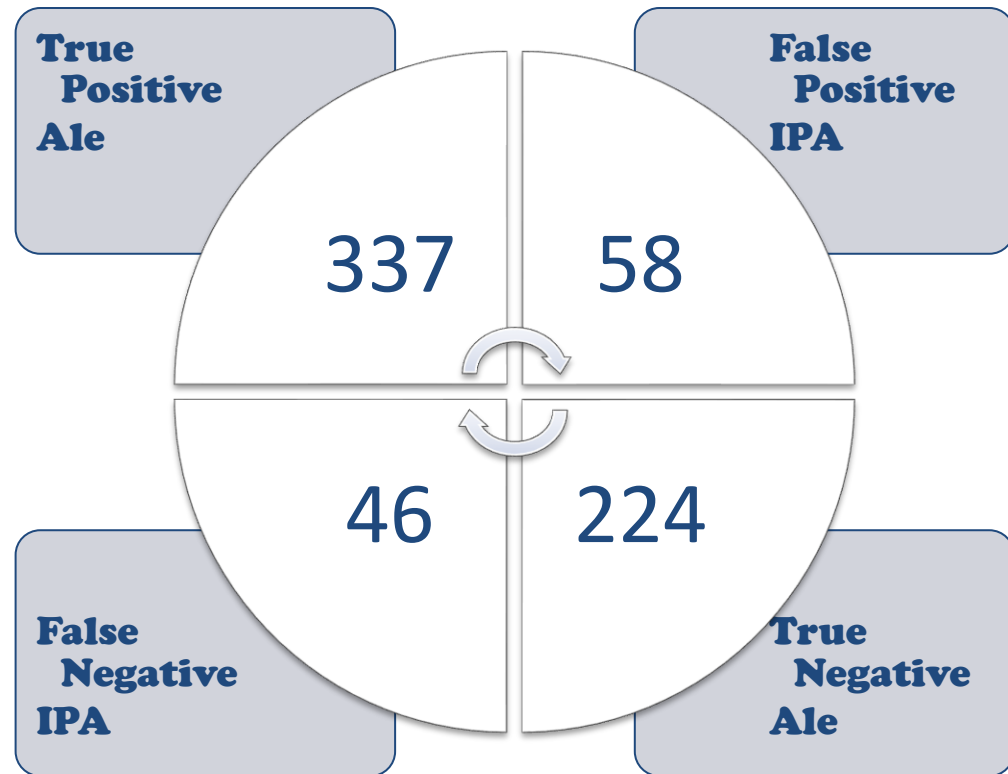 True
Positive
Ale
False
Positive
IPA
337
58
46
224
False
Negative
IPA
True
Negative
Ale